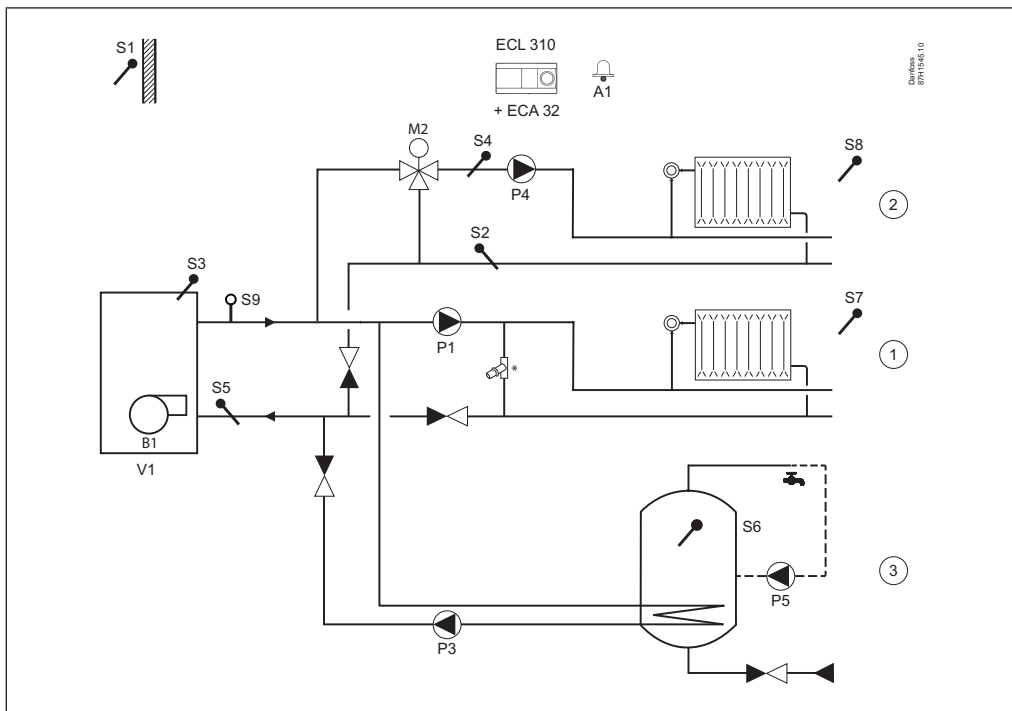 S1
ECL 310
A1
+ ECA 32
Danfoss
87H1545.10
M2
S4
P4
S8
2
S2
S3
S9
P1
S7
*
1
S5
B1
V1
S6
3
P5
P3